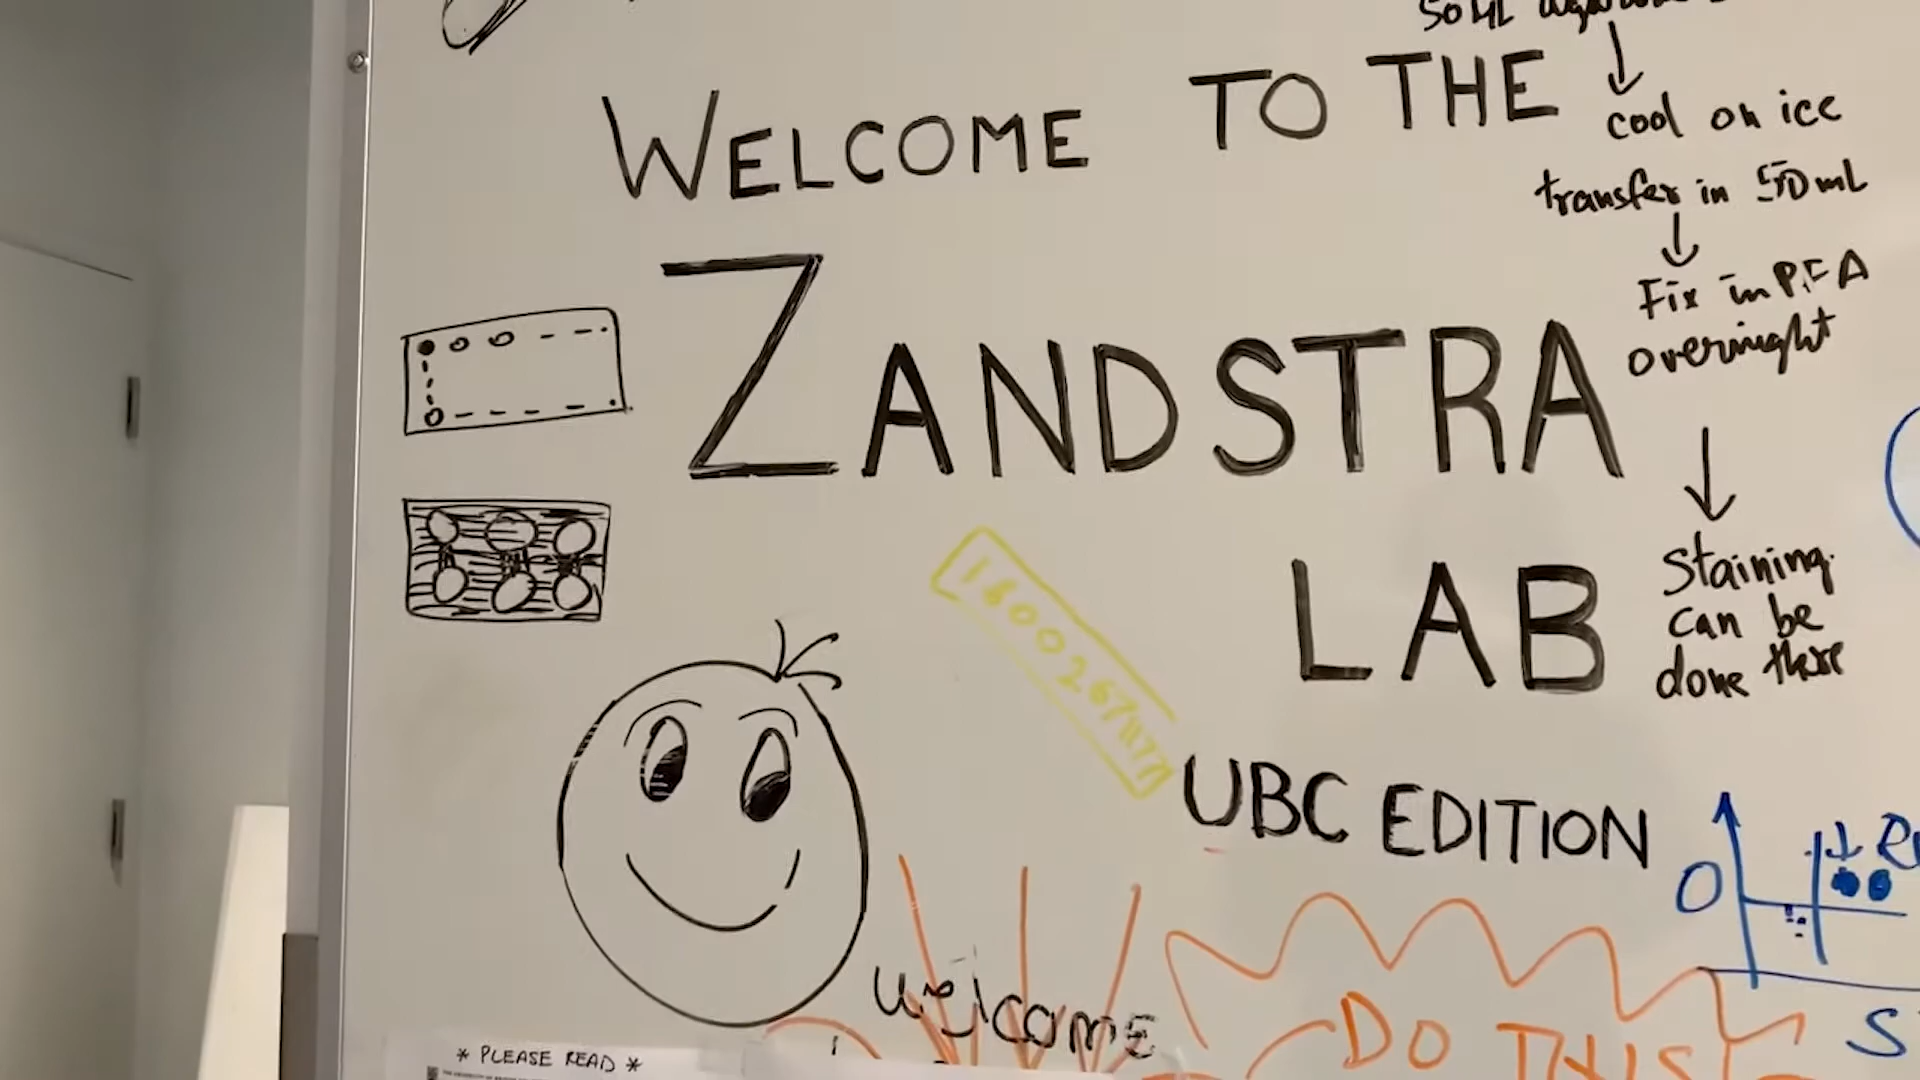 WELCOME TO THE
ZANDSTRA
LAB
UBC EDITION
50
cool on ice
transfer in 50mL
Fix in PFA
overnight
Staining
can be
done there
welcome
O
DO THIS
* PLEASE READ *